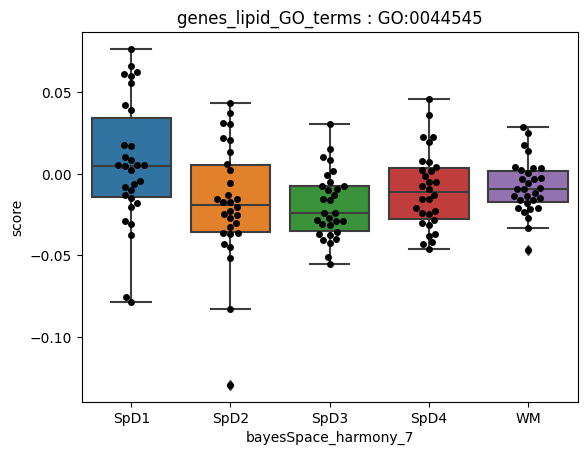 genes_lipid_GO_terms : GO:0044545
0.05
0.00
−0.05
−0.10
score
SpD1 SpD2 SpD3 SpD4 WM
bayesSpace_harmony_7